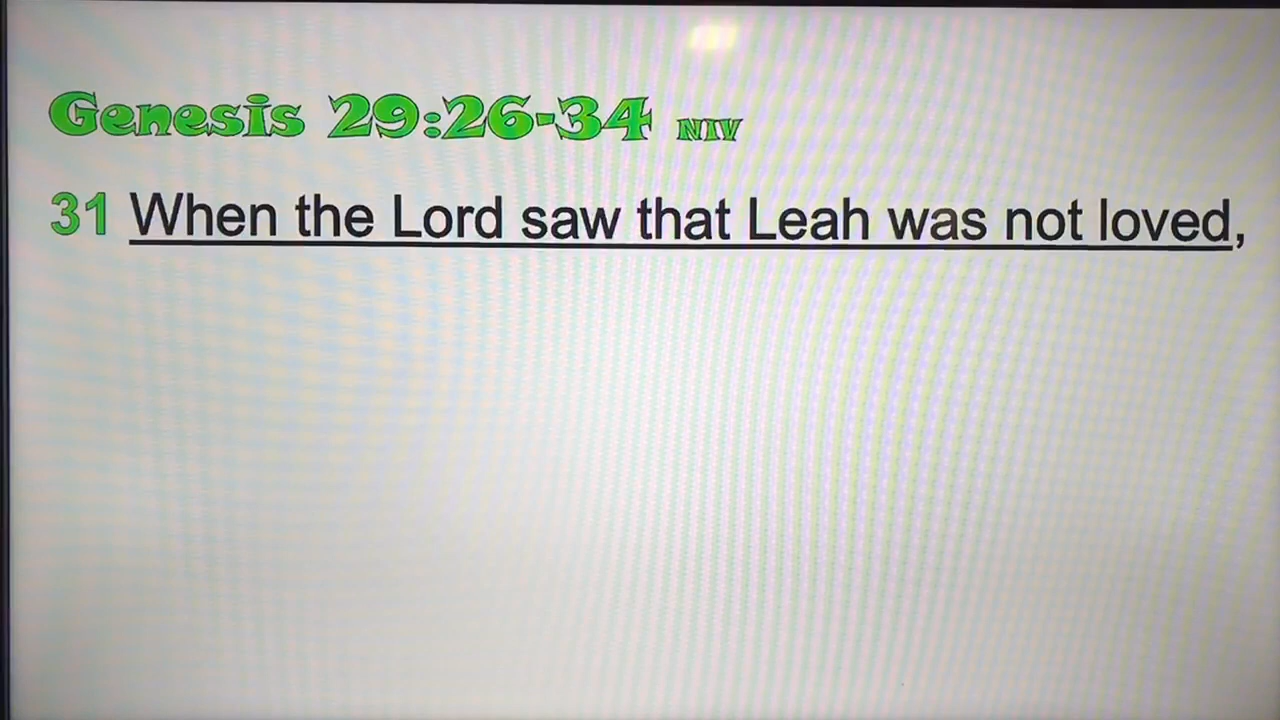 Genesis 29:26-34 NIV
31 When the Lord saw that Leah was not loved,